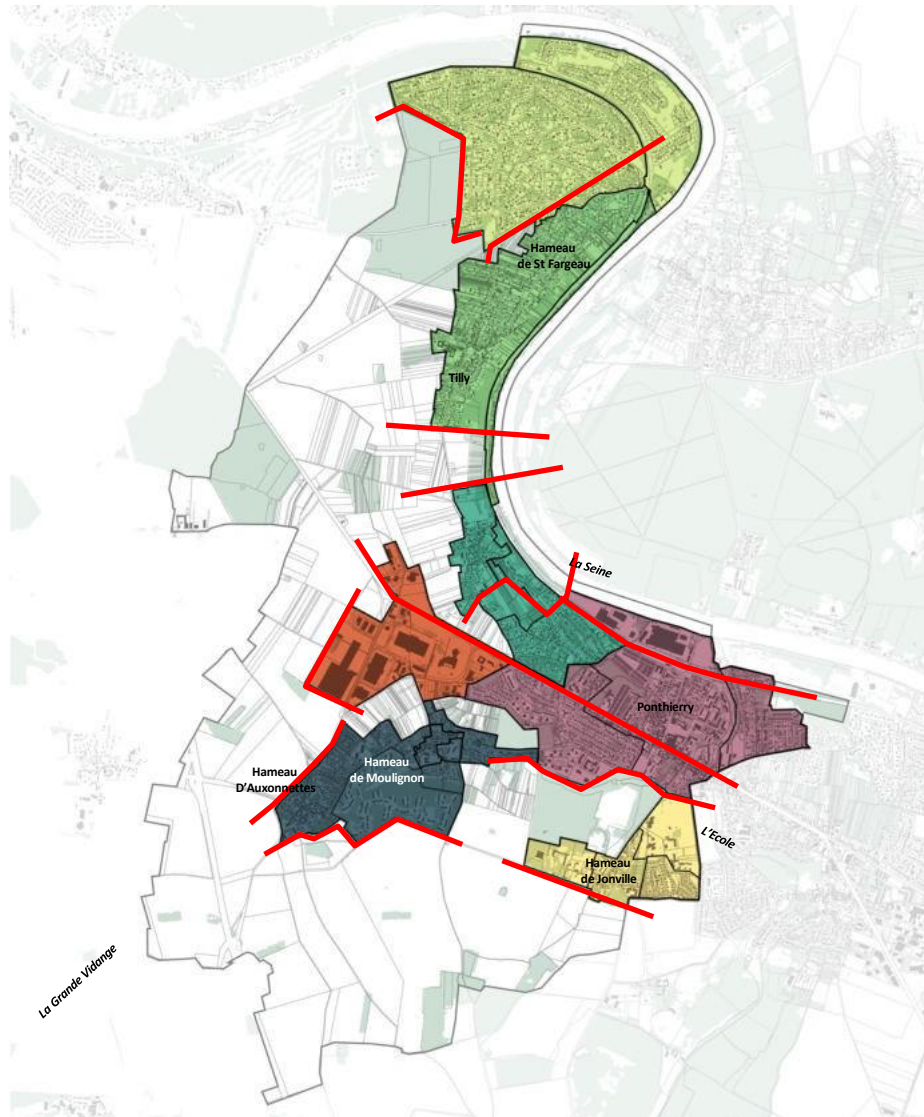 Hameau
de St Fargeau
Tilly
La Seine
Ponthierry
Hameau
D'Auxonnettes
Hameau
de Moulignon
L'Ecole
Hameau
de Jonville
La Grande Vidange